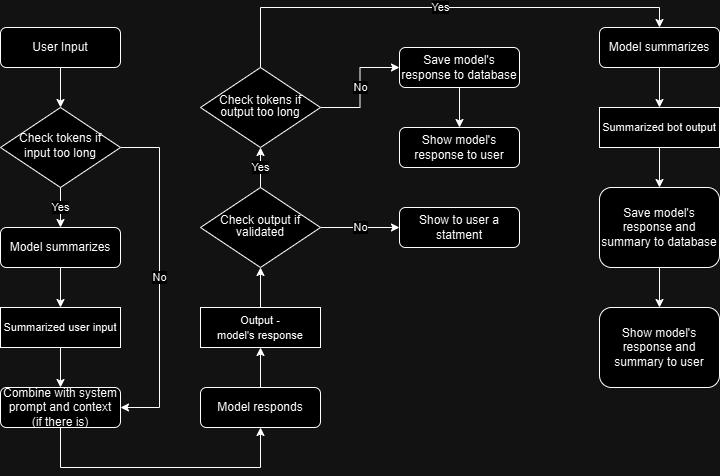 User Input
Check tokens if
input too long
Yes
No
Model summarizes
Summarized user input
Combine with system
prompt and context
(if there is)
Model responds
Output -
model's response
Check output if
validated
No
Show to user a
statment
Yes
Check tokens if
output too long
No
Save model's
response to database
Show model's
response to user
Yes
Model summarizes
Summarized bot output
Save model's
response and
summary to database
Show model's
response and
summary to user